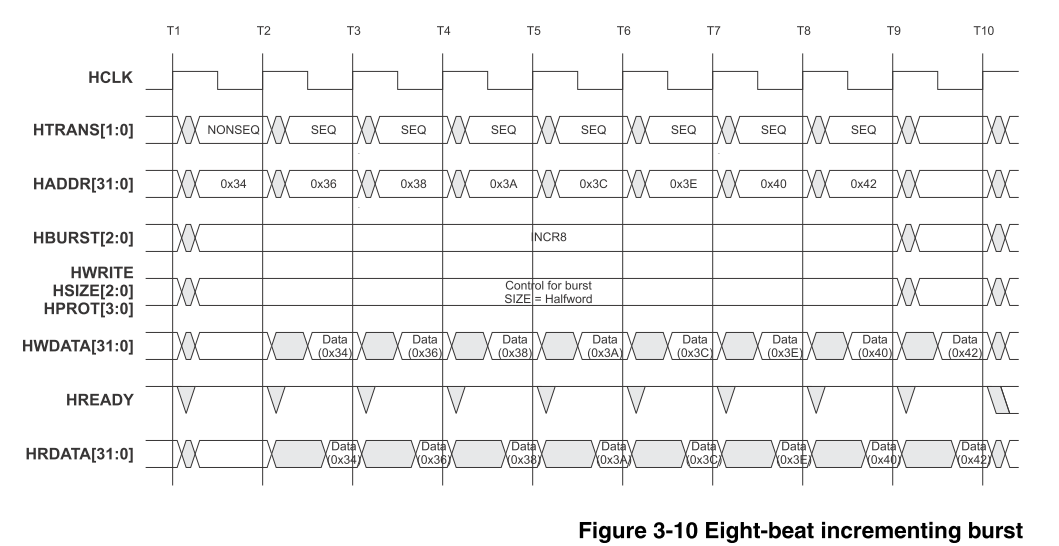 T1 T2 T3 T4 T5 T6 T7 T8 T9 T10
HCLK
HTRANS[1:0] NONSEQ SEQ SEQ SEQ SEQ SEQ SEQ SEQ
HADDR[31:0] 0x34 0x36 0x38 0x3A 0x3C 0x3E 0x40 0x42
HBURST[2:0] INCR8
HWRITE
HSIZE[2:0]
HPROT[3:0]
Control for burst
SIZE = Halfword
HWDATA[31:0]
Data Data Data Data Data Data Data Data
(0x34) (0x36) (0x38) (0x3A) (0x3C) (0x3E) (0x40) (0x42)
HREADY
HRDATA[31:0]
Data Data Data Data Data Data Data Data
(0x34) (0x36) (0x38) (0x3A) (0x3C) (0x3E) (0x40) (0x42)
Figure 3-10 Eight-beat incrementing burst